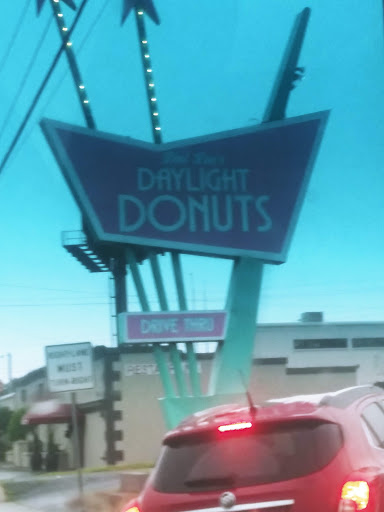 DAYLIGHT
DONUTS
DRIVE THRU
RIGHT LANE
MUST
TURN RIGHT